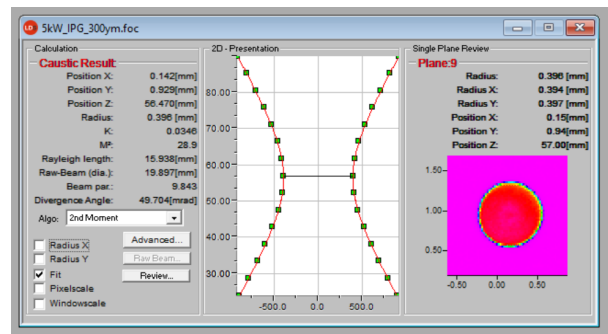 LD 5kW_IPG_300ym.foc
Calculation
Caustic Result
Position X: 0.142[mm]
Position Y: 0.929[mm]
Position Z: 56.470[mm]
Radius: 0.396 [mm]
K: 0.0346
M²: 28.9
Rayleigh length: 15.938[mm]
Raw-Beam (dia.): 19.897[mm]
Beam par.: 9.843
Divergence Angle: 49.704[mrad]
Algo: 2nd Moment
Radius X
Radius Y
Fit
Pixelscale
Windowscale
Advanced...
Raw Beam...
Review...
2D - Presentation
80.00
70.00
60.00
50.00
40.00
30.00
-500.0 0.0 500.0
Single Plane Review
Plane:9
Radius: 0.396 [mm]
Radius X: 0.394 [mm]
Radius Y: 0.397 [mm]
Position X: 0.15[mm]
Position Y: 0.94[mm]
Position Z: 57.00[mm]
1.50
1.00
0.50
-0.50 0.00 0.50